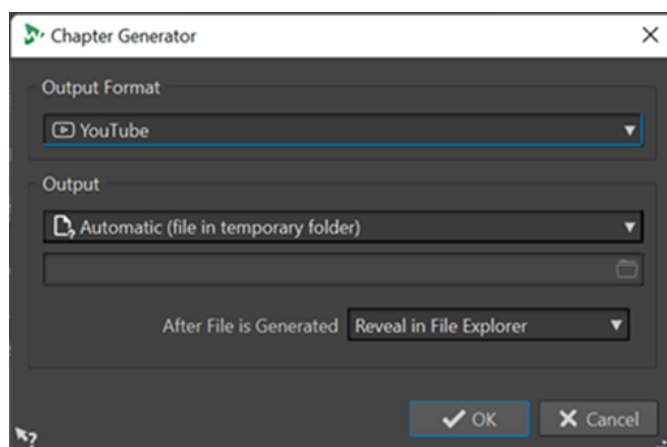 Chapter Generator
Output Format
YouTube
Output
Automatic (file in temporary folder)
After File is Generated Reveal in File Explorer
OK Cancel